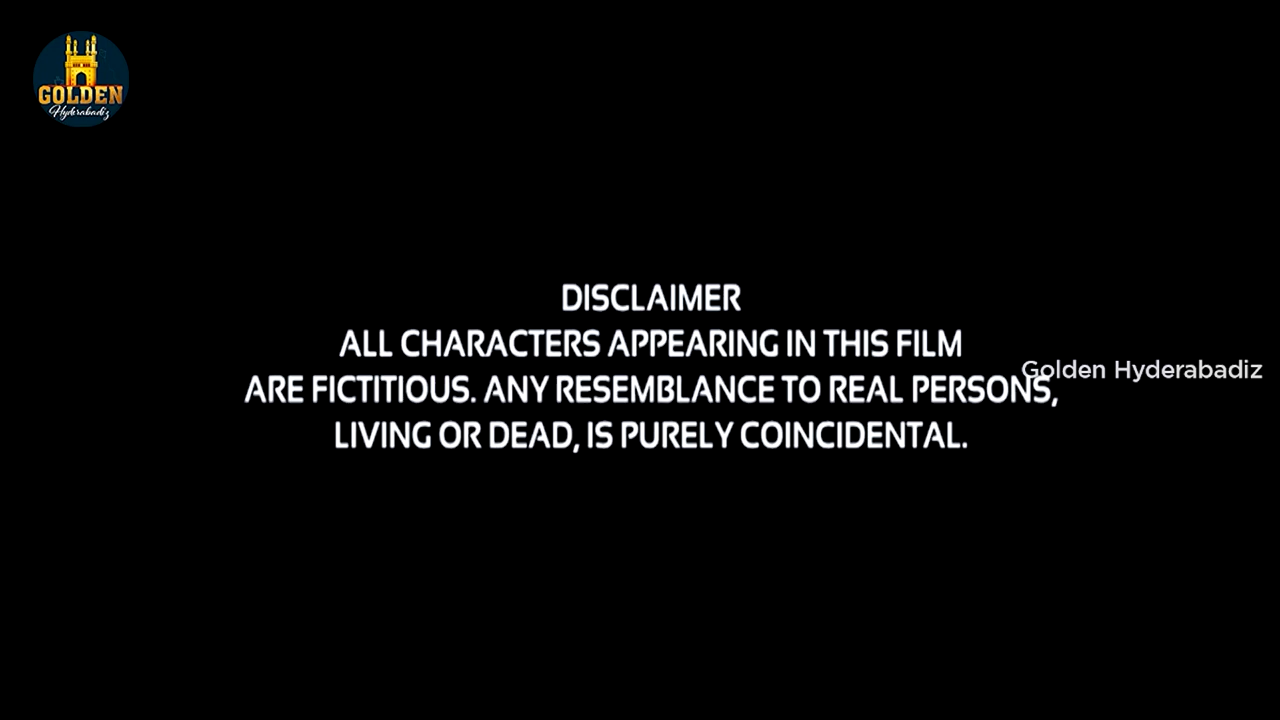 GOLDEN
Hyderabadiz
DISCLAIMER
ALL CHARACTERS APPEARING IN THIS FILM
Golden Hyderabadiz
ARE FICTITIOUS. ANY RESEMBLANCE TO REAL PERSONS,
LIVING OR DEAD, IS PURELY COINCIDENTAL.